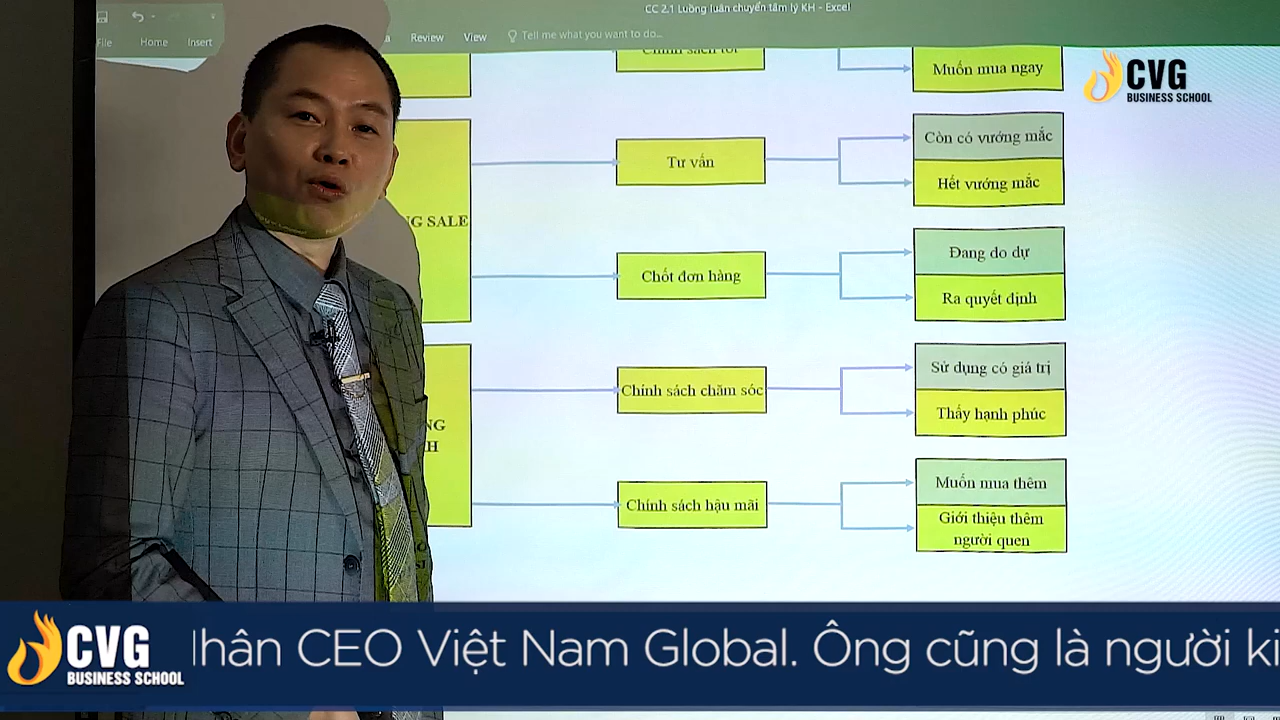 CC 2.1 Luồng luân chuyển tâm lý KH - Excel
File Home Insert
Review View Tell me what you want to do...
CVG
BUSINESS SCHOOL
Muốn mua ngay
Tư vấn
Còn có vướng mắc
Hết vướng mắc
G SALE
Chốt đơn hàng
Đang do dự
Ra quyết định
Chính sách chăm sóc
Sử dụng có giá trị
Thấy hạnh phúc
NG
H
Chính sách hậu mãi
Muốn mua thêm
Giới thiệu thêm
người quen
CVG
BUSINESS SCHOOL
Nhân CEO Việt Nam Global. Ông cũng là người ki